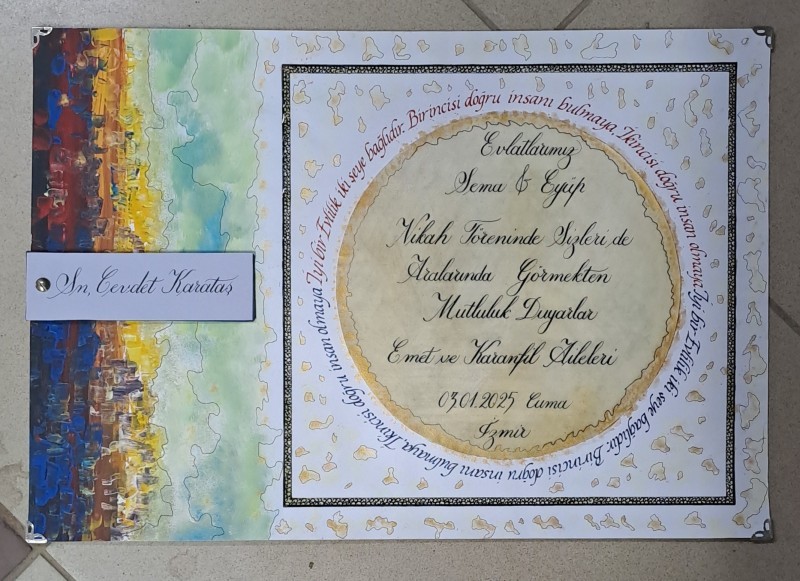 Sn. Cevdet Karataş
İyi bir Evlilik iki şeye bağlıdır. Birincisi doğru insanı bulmaya, İkincisi doğru insan olmaya. İyi bir Evlilik iki şeye bağlıdır. Birincisi doğru insanı bulmaya, İkincisi doğru insan olmaya.
Evlatlarımız
Sema & Eyüp
Nikah Töreninde Sizleri de
Aralarında Görmekten
Mutluluk Duyarlar
Emet ve Karanfil Aileleri
03.01.2025 Cuma
İzmir